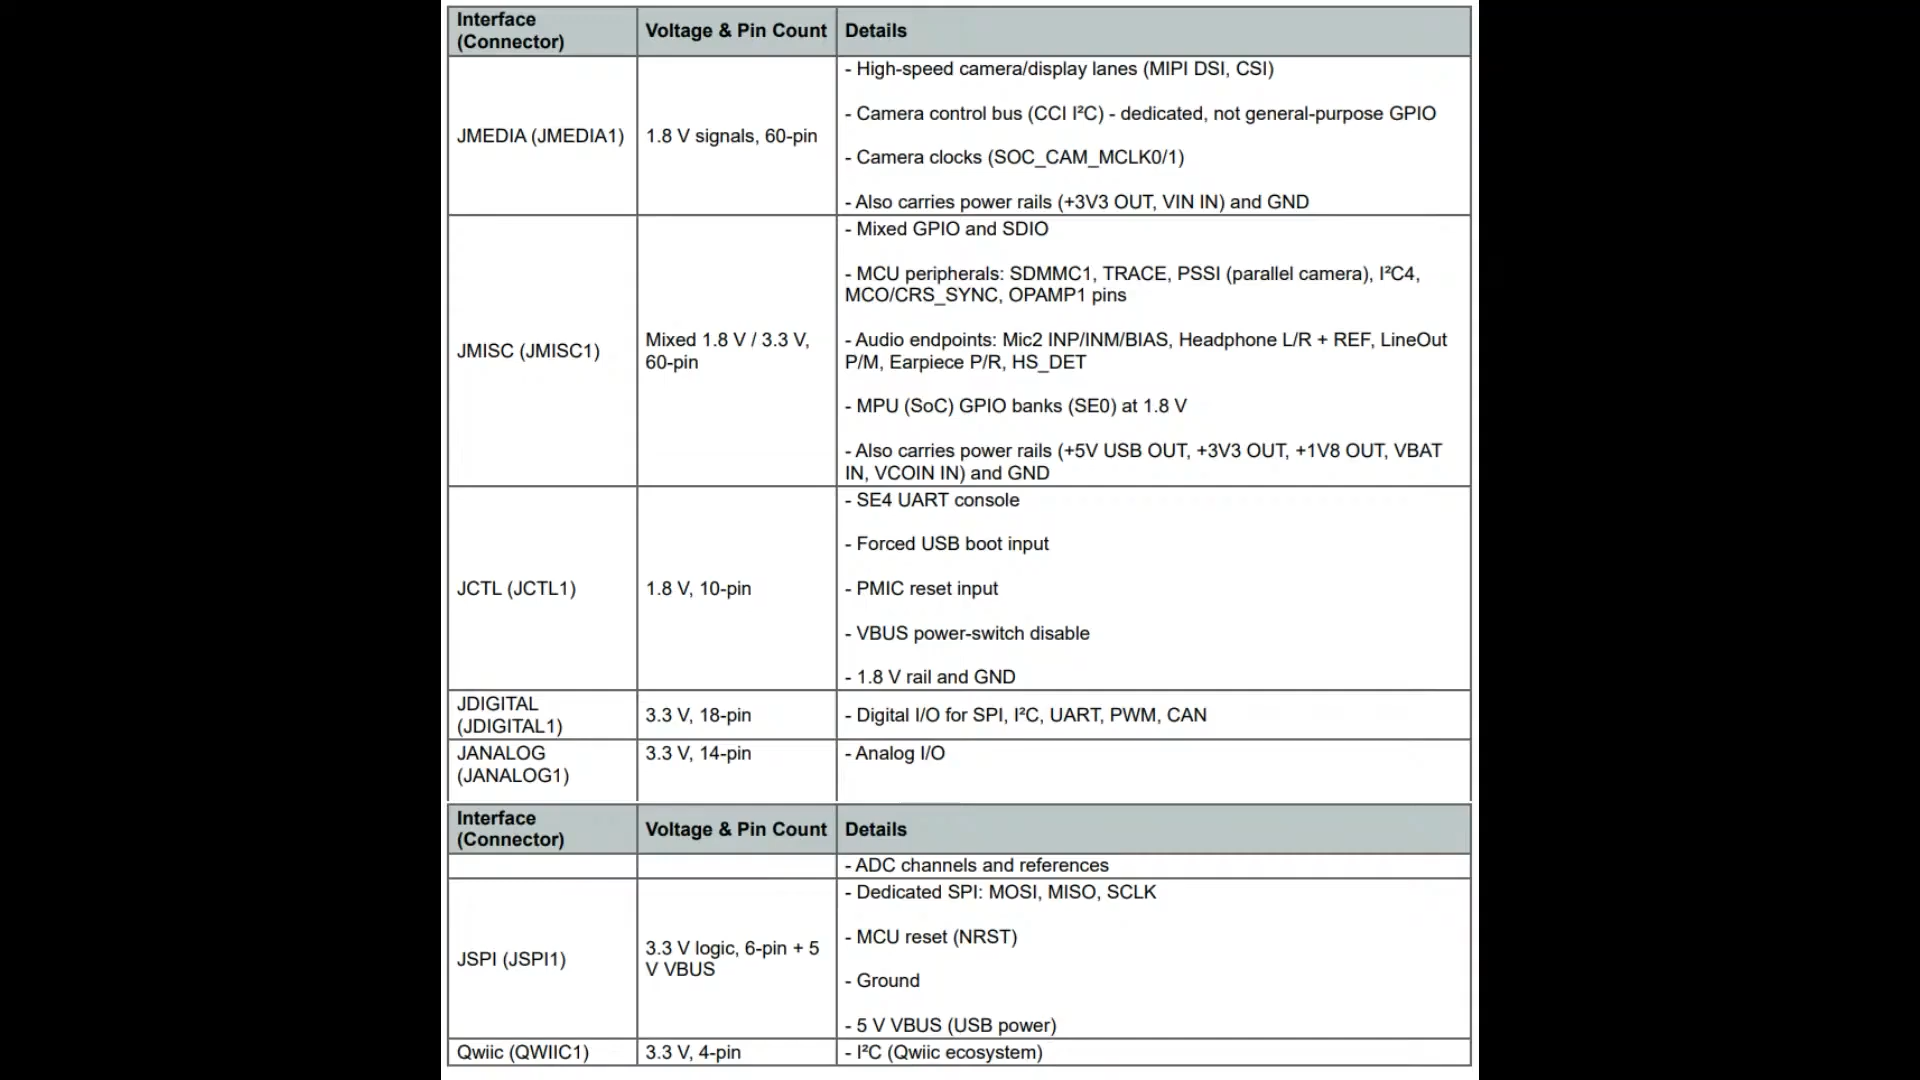 Interface
(Connector)
Voltage & Pin Count
Details
JMEDIA (JMEDIA1)
1.8 V signals, 60-pin
- High-speed camera/display lanes (MIPI DSI, CSI)
- Camera control bus (CCI I²C) - dedicated, not general-purpose GPIO
- Camera clocks (SOC_CAM_MCLK0/1)
- Also carries power rails (+3V3 OUT, VIN IN) and GND
JMISC (JMISC1)
Mixed 1.8 V / 3.3 V,
60-pin
- Mixed GPIO and SDIO
- MCU peripherals: SDMMC1, TRACE, PSSI (parallel camera), I²C4,
MCO/CRS_SYNC, OPAMP1 pins
- Audio endpoints: Mic2 INP/INM/BIAS, Headphone L/R + REF, LineOut
P/M, Earpiece P/R, HS_DET
- MPU (SoC) GPIO banks (SE0) at 1.8 V
- Also carries power rails (+5V USB OUT, +3V3 OUT, +1V8 OUT, VBAT
IN, VCOIN IN) and GND
JCTL (JCTL1)
1.8 V, 10-pin
- SE4 UART console
- Forced USB boot input
- PMIC reset input
- VBUS power-switch disable
- 1.8 V rail and GND
JDIGITAL
(JDIGITAL1)
3.3 V, 18-pin
- Digital I/O for SPI, I²C, UART, PWM, CAN
JANALOG
(JANALOG1)
3.3 V, 14-pin
- Analog I/O
Interface
(Connector)
Voltage & Pin Count
Details
- ADC channels and references
JSPI (JSPI1)
3.3 V logic, 6-pin + 5
V VBUS
- Dedicated SPI: MOSI, MISO, SCLK
- MCU reset (NRST)
- Ground
- 5 V VBUS (USB power)
Qwiic (QWIIC1)
3.3 V, 4-pin
- I²C (Qwiic ecosystem)